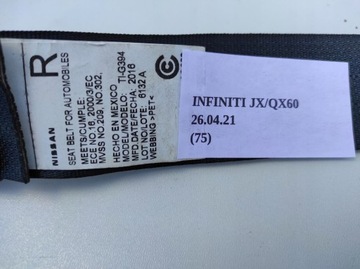 R
NISSAN
SEAT BELT FOR AUTOMOBILES
MEETS/CUMPLE:
ECE NO.16, 2000/3/EC
MVSS NO.209, NO.302,
HECHO EN MEXICO
MODEL/MODELO: TI-G394
MFD.DATE/FECHA: 2016
LOT NO/LOTE: 6132 A
WEBBING >PET<
C
INFINITI JX/QX60
26.04.21
(75)